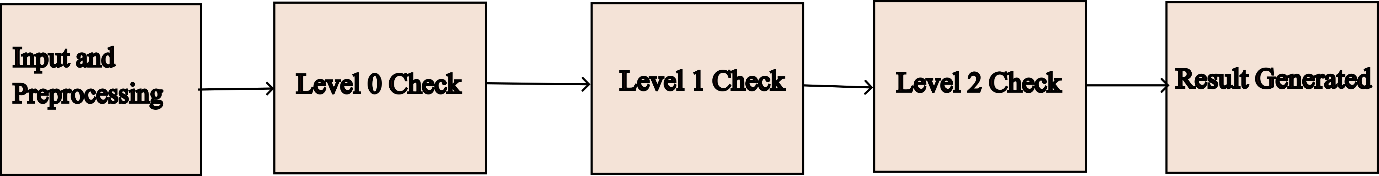 Input and
Preprocessing
Level 0 Check
Level 1 Check
Level 2 Check
Result Generated